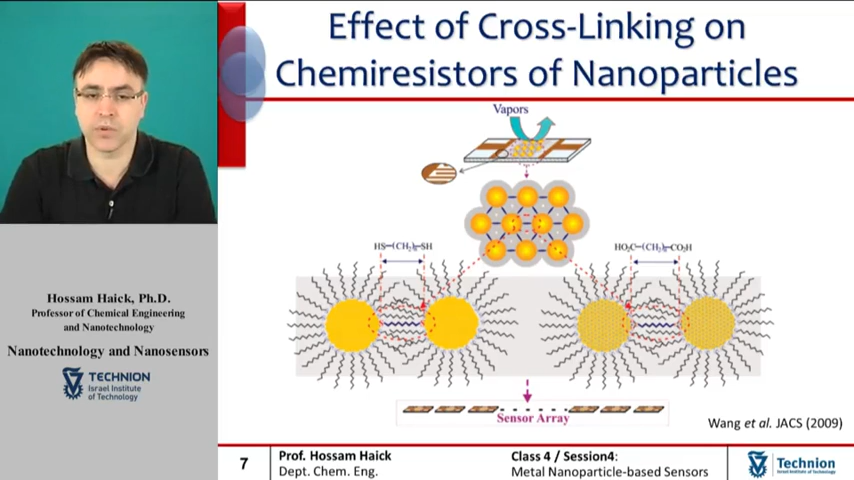 Effect of Cross-Linking on
Chemiresistors of Nanoparticles
Vapors
HS-(CH₂)ₙ-SH
HO₂C-(CH₂)ₙ-CO₂H
Sensor Array
Wang et al. JACS (2009)
Hossam Haick, Ph.D.
Professor of Chemical Engineering
and Nanotechnology
Nanotechnology and Nanosensors
TECHNION
Israel Institute
of Technology
7
Prof. Hossam Haick
Dept. Chem. Eng.
Class 4 / Session4:
Metal Nanoparticle-based Sensors
Technion
Israel Institute of Technology